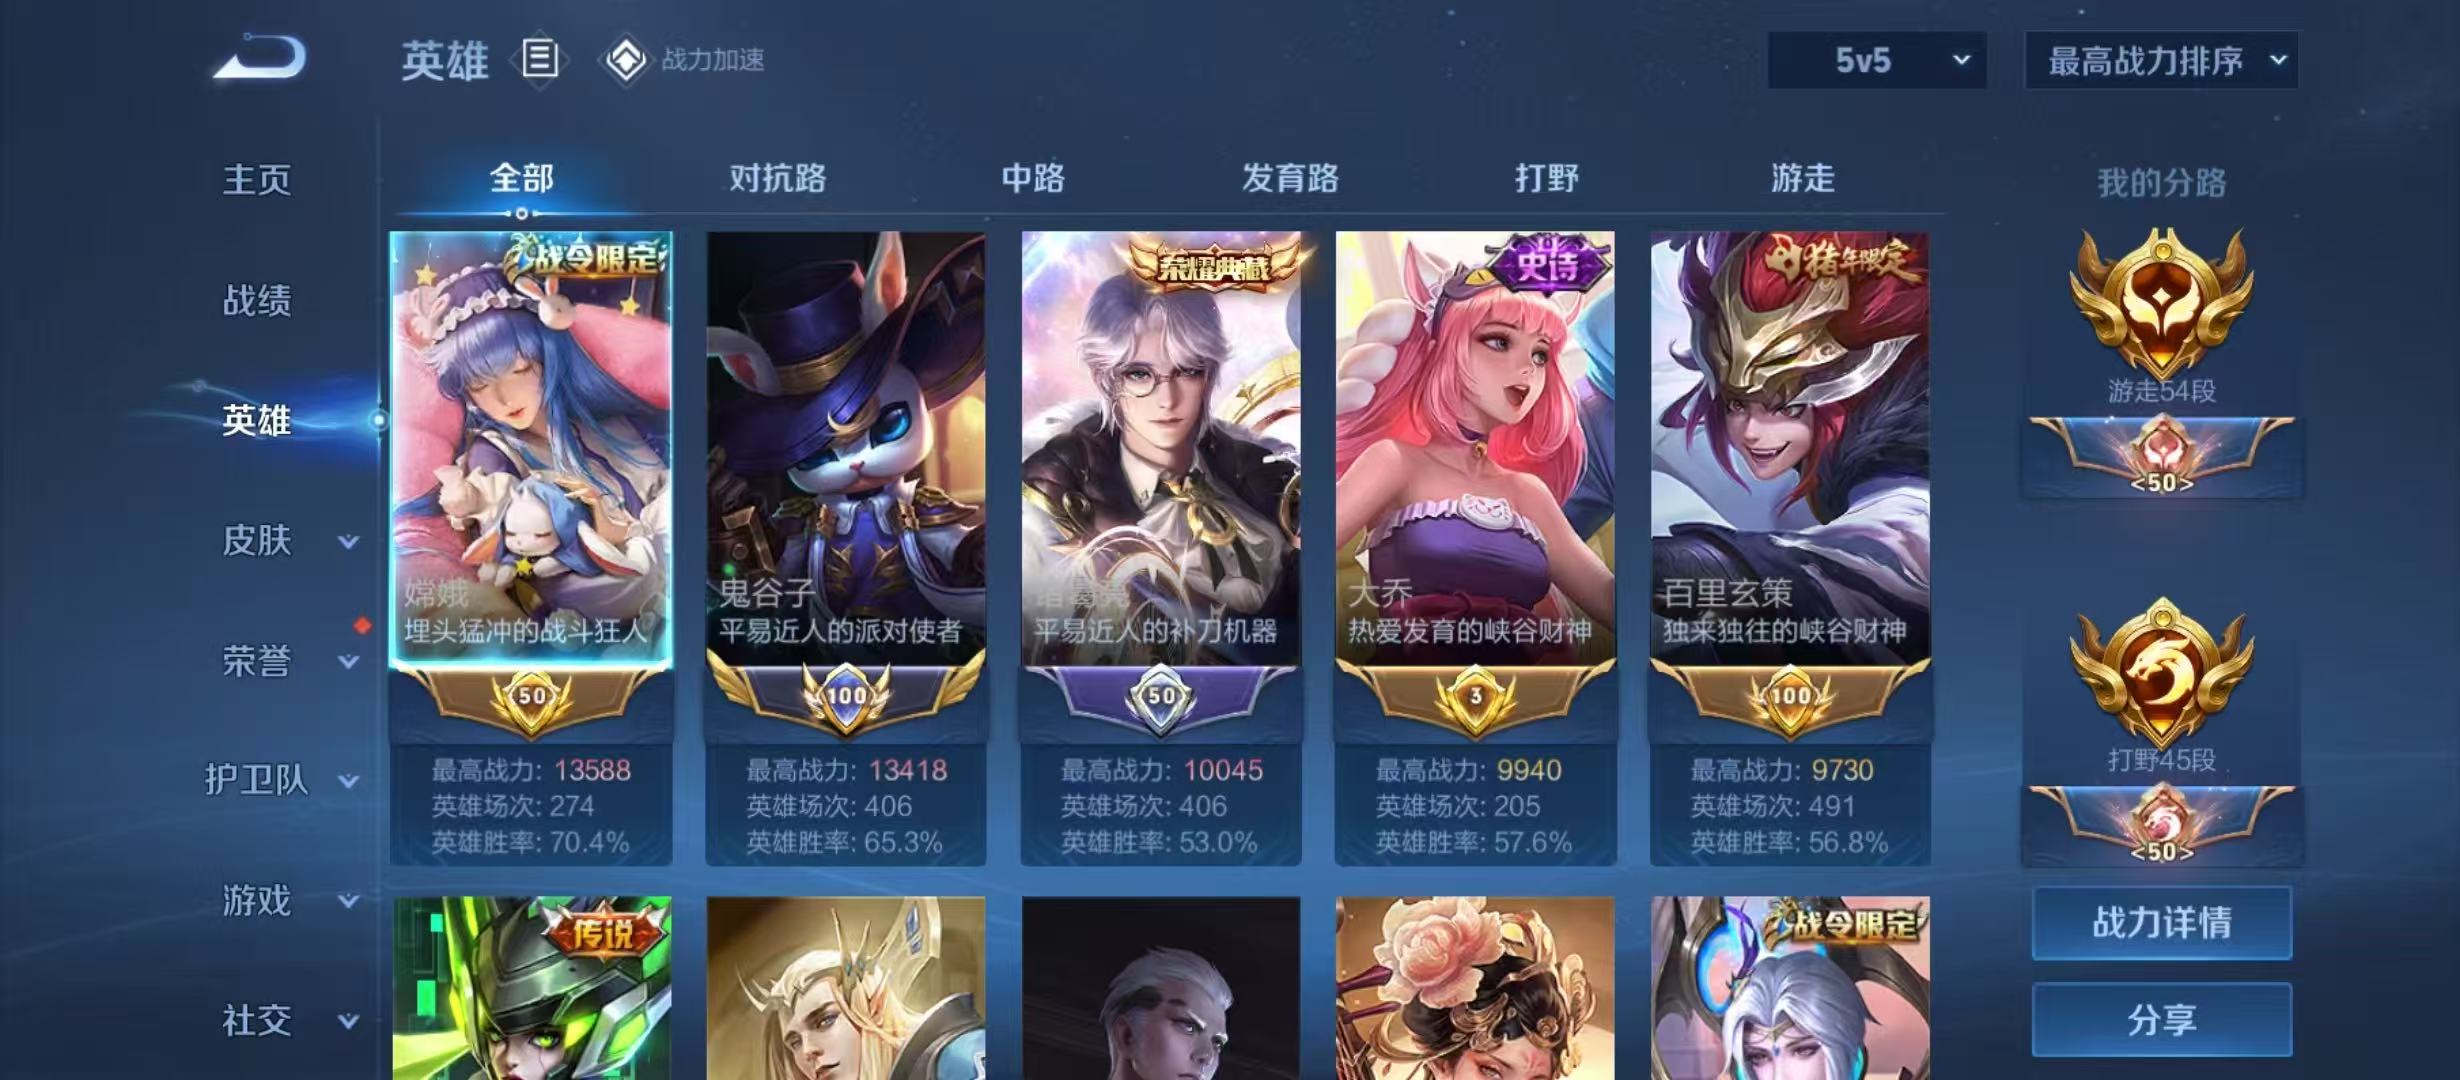 英雄
战力加速
5v5
最高战力排序
主页
战绩
英雄
皮肤
荣誉
护卫队
游戏
社交
全部
对抗路
中路
发育路
打野
游走
战令限定
嫦娥
埋头猛冲的战斗狂人
50
最高战力: 13588
英雄场次: 274
英雄胜率: 70.4%
鬼谷子
平易近人的派对使者
100
最高战力: 13418
英雄场次: 406
英雄胜率: 65.3%
荣耀典藏
诸葛亮
平易近人的补刀机器
50
最高战力: 10045
英雄场次: 406
英雄胜率: 53.0%
史诗
大乔
热爱发育的峡谷财神
3
最高战力: 9940
英雄场次: 205
英雄胜率: 57.6%
猪年限定
百里玄策
独来独往的峡谷财神
100
最高战力: 9730
英雄场次: 491
英雄胜率: 56.8%
传说
战令限定
我的分路
游走54段
<50>
打野45段
<50>
战力详情
分享